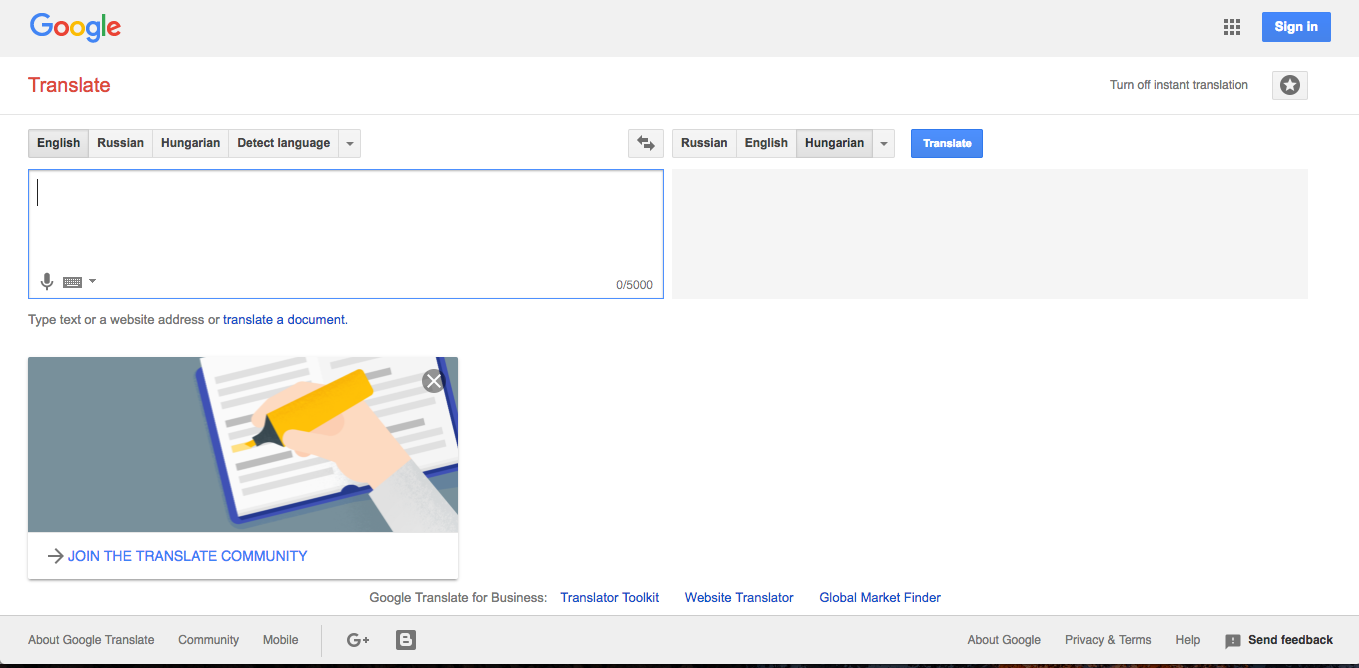 Google
Sign in
Translate
Turn off instant translation
English Russian Hungarian Detect language
Russian English Hungarian
Translate
0/5000
Type text or a website address or translate a document.
JOIN THE TRANSLATE COMMUNITY
Google Translate for Business: Translator Toolkit Website Translator Global Market Finder
About Google Translate Community Mobile G+ B About Google Privacy & Terms Help Send feedback